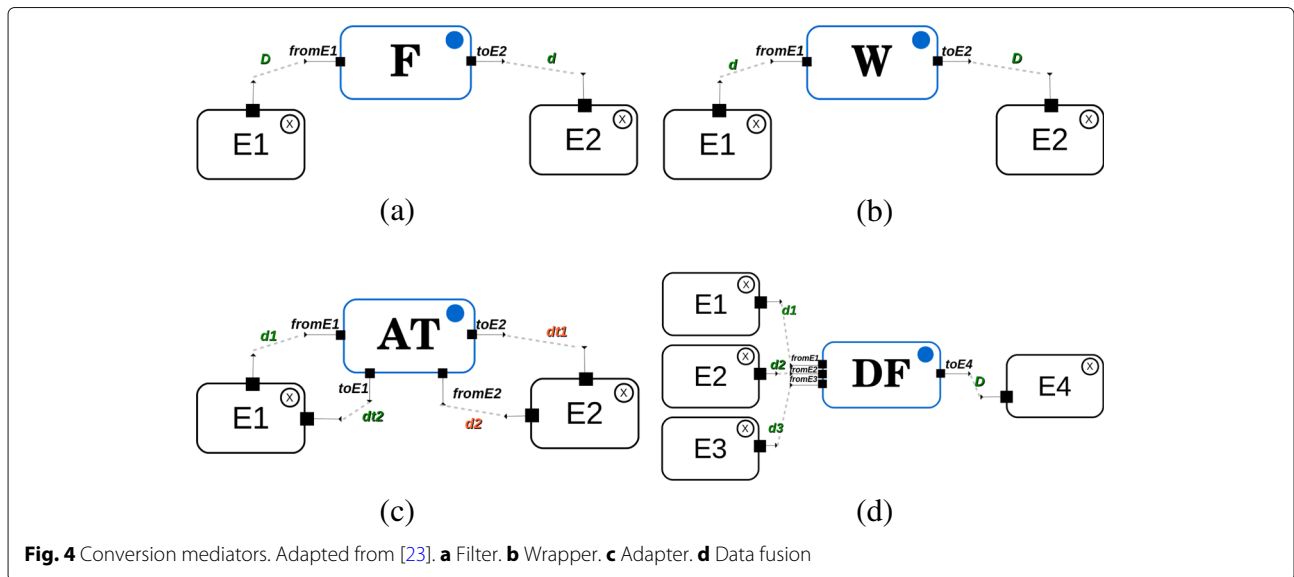 fromE1 F toE2
D d
E1 X E2 X
(a)
fromE1 W toE2
d D
E1 X E2 X
(b)
fromE1 AT toE2
d1 dt1
toE1 fromE2
E1 X E2 X
dt2 d2
(c)
E1 X
d1
E2 X
d2
E3 X
d3
fromE1
fromE2
fromE3
DF toE4
D
E4 X
(d)
Fig. 4 Conversion mediators. Adapted from [23]. a Filter. b Wrapper. c Adapter. d Data fusion